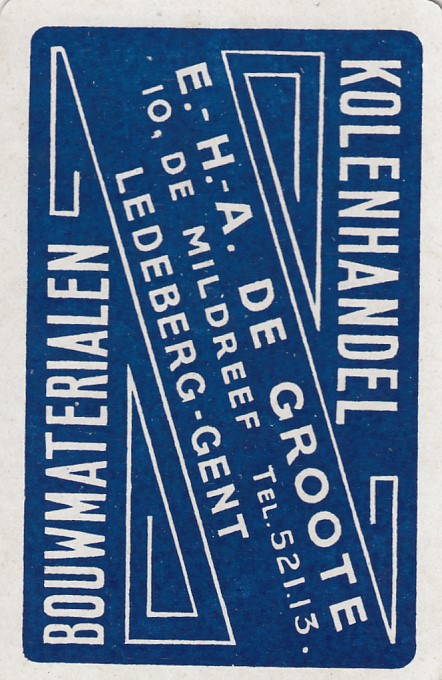 KOLENHANDEL
E.-H.-A. DE GROOTE
10, DE MILDREEF TEL. 521.13.
LEDEBERG-GENT
BOUWMATERIALEN